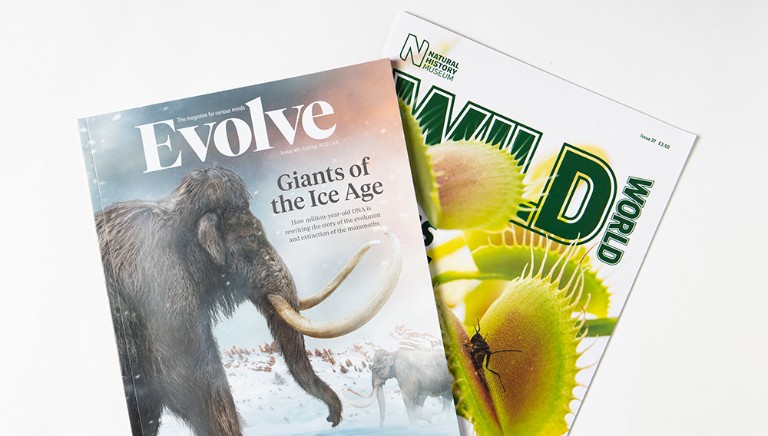 The magazine for curious minds
Evolve
Giants of
the Ice Age
How million-year-old DNA is
rewriting the story of the evolution
and extinction of the mammoths
NATURAL
HISTORY
MUSEUM
WILD
WORLD
Issue 37 £3.50